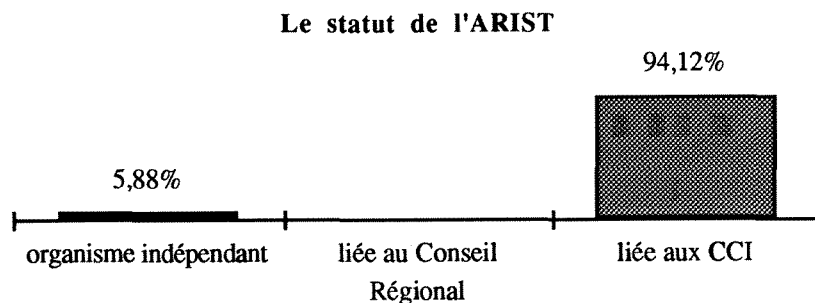 Le statut de l'ARIST
94,12%
5,88%
organisme indépendant
liée au Conseil
Régional
liée aux CCI